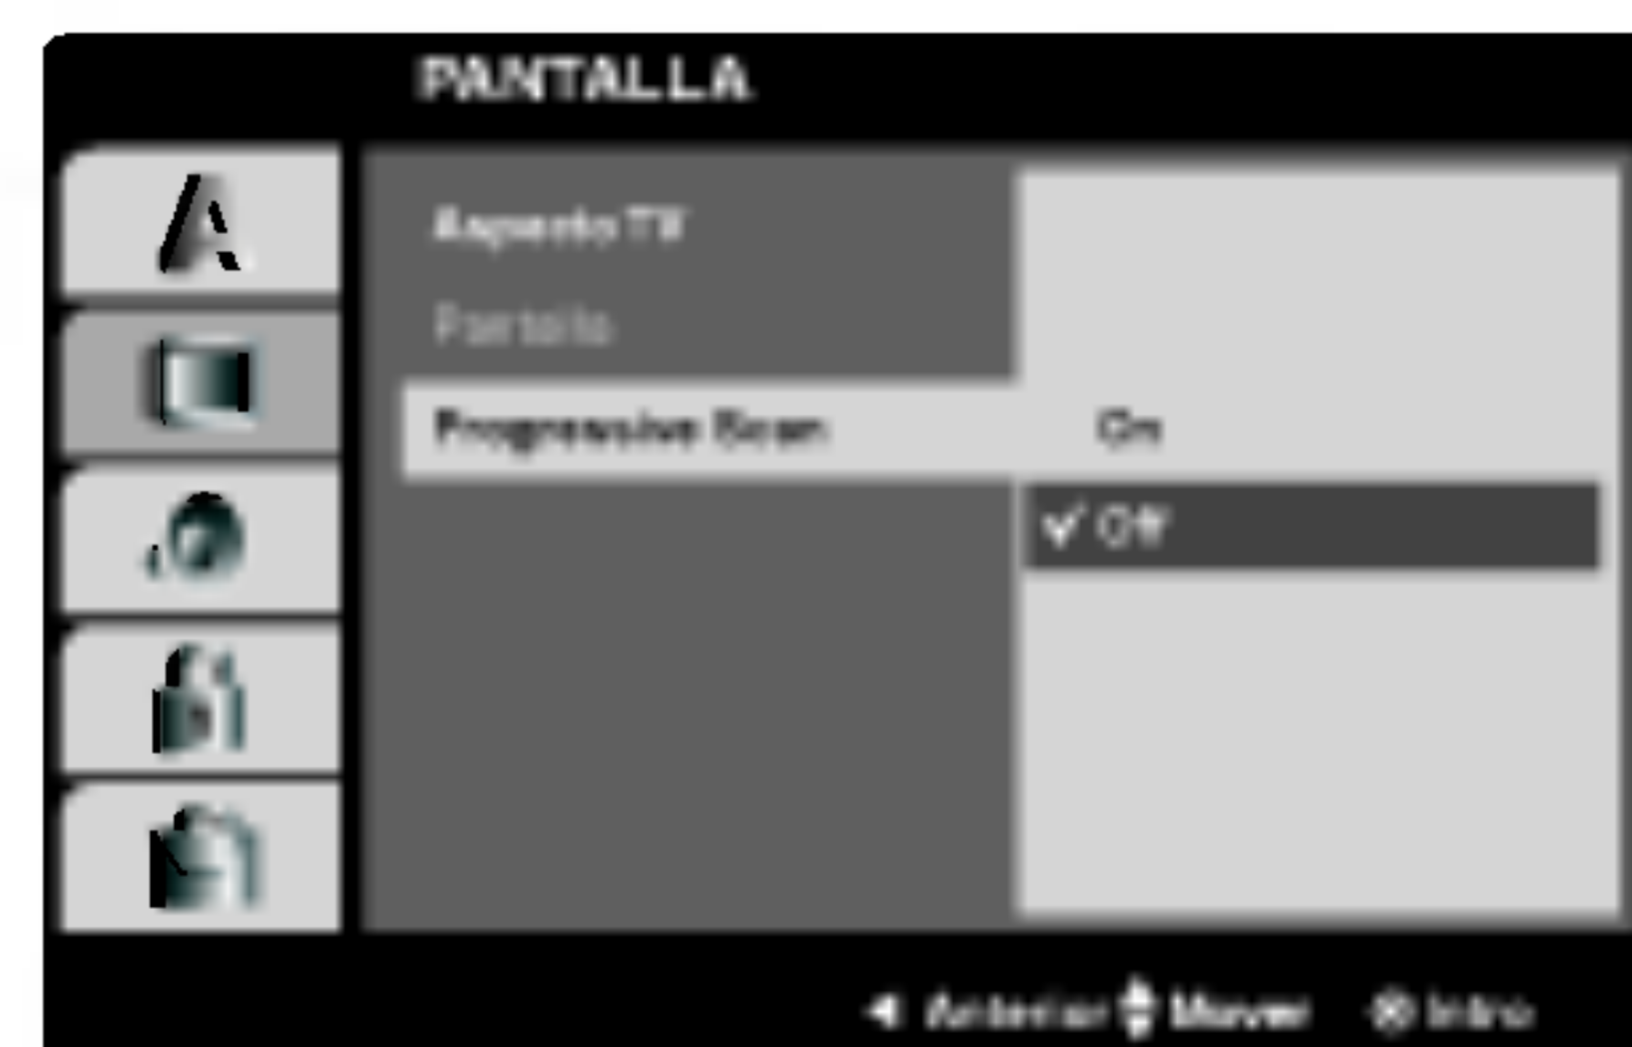 PANTALLA
Aspecto TV
Pantalla
Progressive Scan On
✓ Off
Anterior Mover Intro